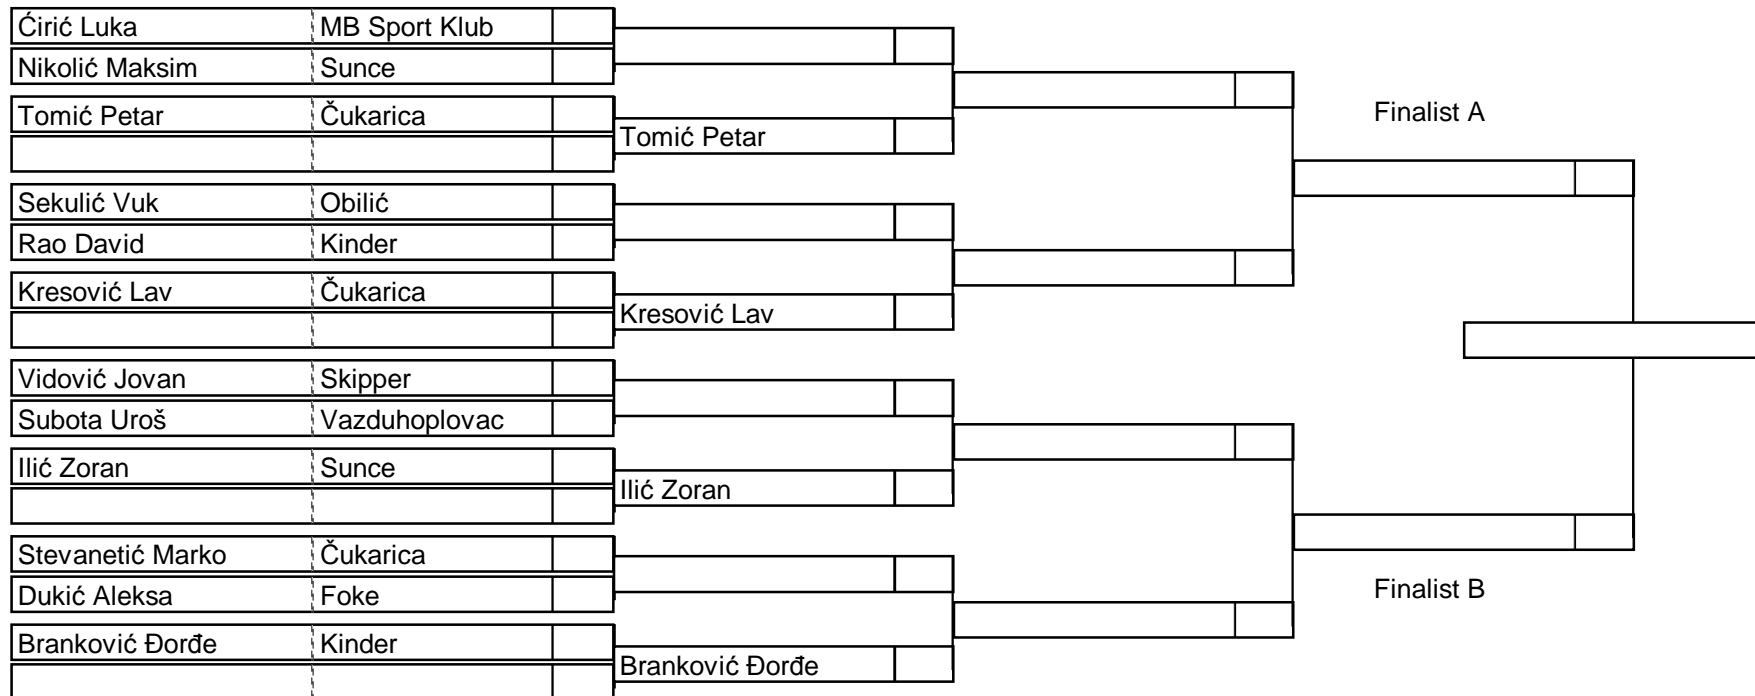 Ćirić Luka MB Sport Klub
Nikolić Maksim Sunce
Finalist A
Tomić Petar Čukarica
Tomić Petar
Sekulić Vuk Obilić
Rao David Kinder
Kresović Lav Čukarica
Kresović Lav
Vidović Jovan Skipper
Subota Uroš Vazduhoplovac
Ilić Zoran Sunce
Ilić Zoran
Stevanetić Marko Čukarica
Dukić Aleksa Foke
Finalist B
Branković Đorđe Kinder
Branković Đorđe